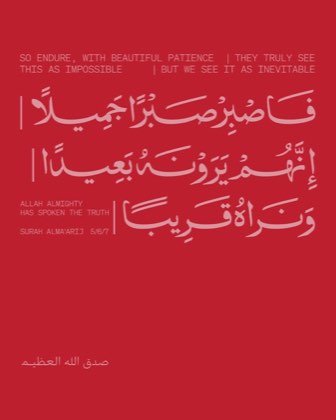 SO ENDURE, WITH BEAUTIFUL PATIENCE | THEY TRULY SEE
THIS AS IMPOSSIBLE | BUT WE SEE IT AS INEVITABLE
فَاصْبِرْ صَبْرًا جَمِيلًا |
إِنَّهُمْ يَرَوْنَهُ بَعِيدًا |
وَنَرَاهُ قَرِيبًا |
ALLAH ALMIGHTY
HAS SPOKEN THE TRUTH
SURAH ALMA'ARIJ 5/6/7
صدق الله العظيم